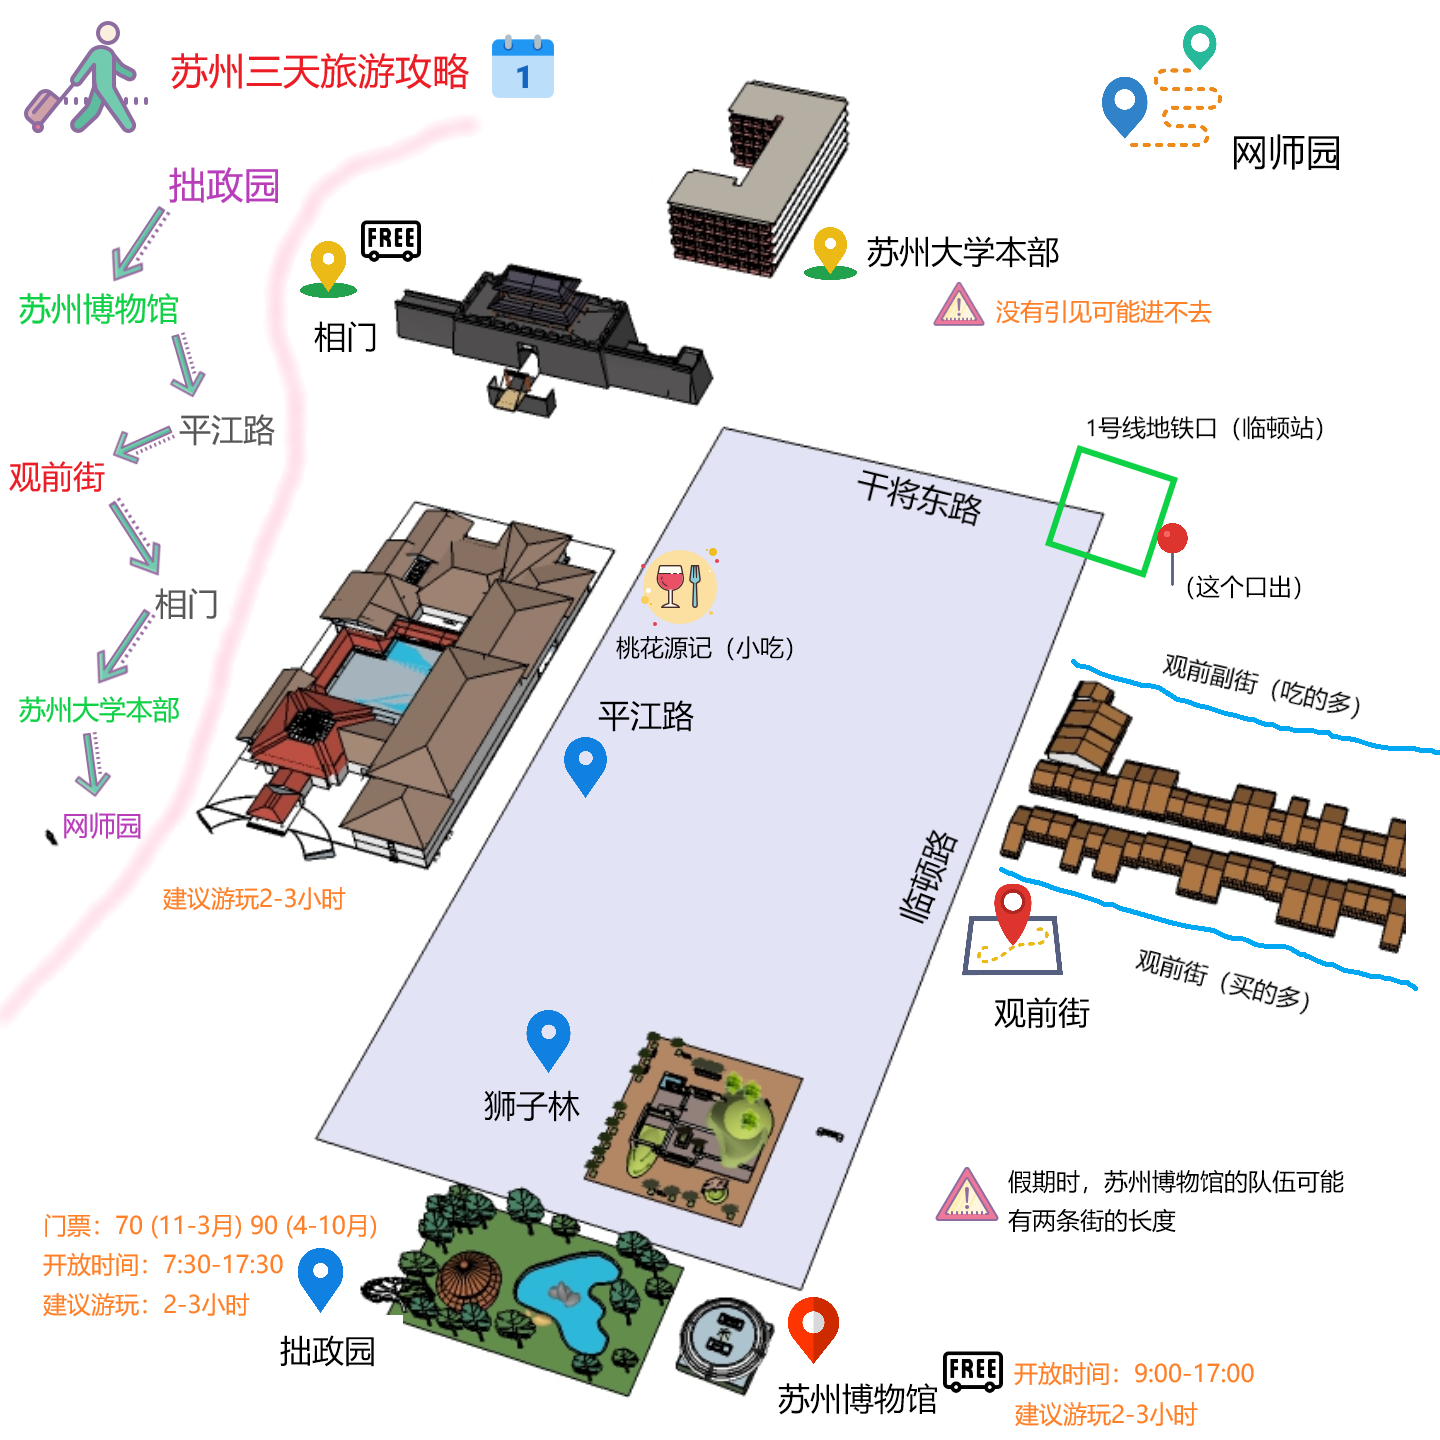 苏州三天旅游攻略
1
网师园
拙政园
苏州博物馆
平江路
观前街
相门
苏州大学本部
网师园
FREE
相门
苏州大学本部
没有引见可能进不去
1号线地铁口（临顿站）
干将东路
（这个口出）
桃花源记（小吃）
平江路
观前副街（吃的多）
临顿路
观前街（买的多）
观前街
建议游玩2-3小时
狮子林
假期时，苏州博物馆的队伍可能
有两条街的长度
门票：70 (11-3月) 90 (4-10月)
开放时间：7:30-17:30
建议游玩：2-3小时
拙政园
苏州博物馆
FREE
开放时间：9:00-17:00
建议游玩2-3小时